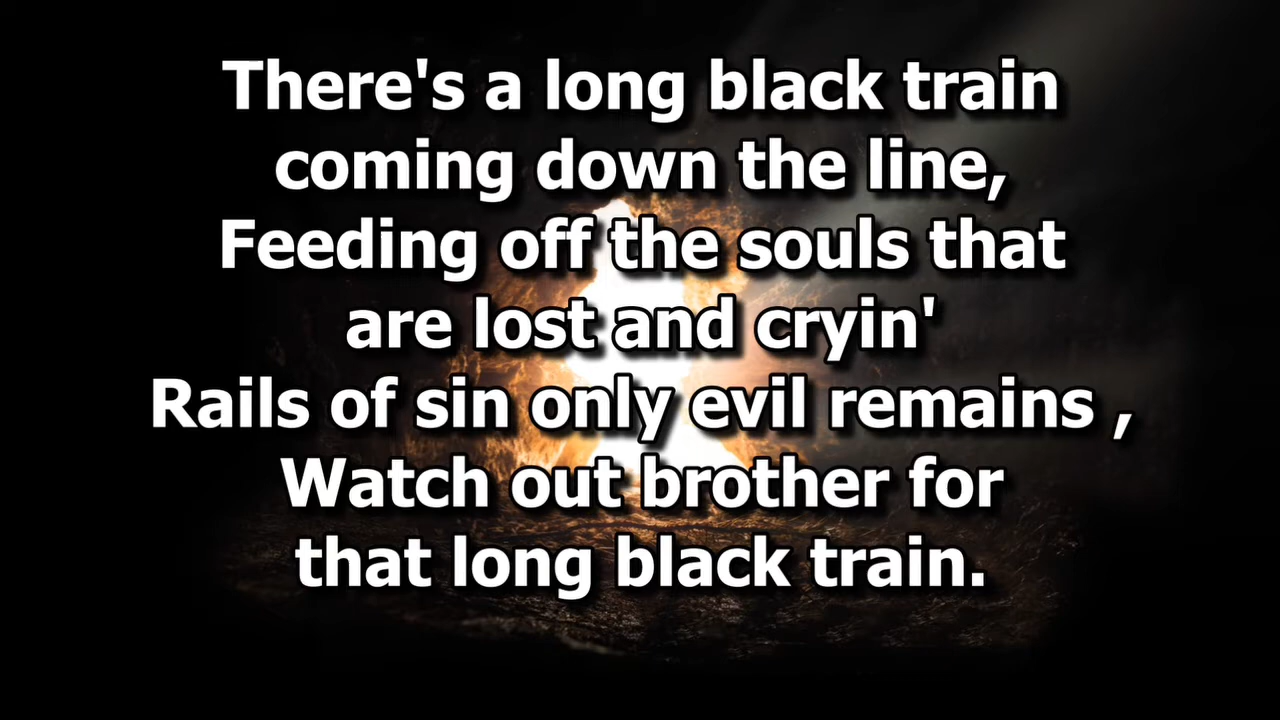 There's a long black train
coming down the line,
Feeding off the souls that
are lost and cryin'
Rails of sin only evil remains ,
Watch out brother for
that long black train.